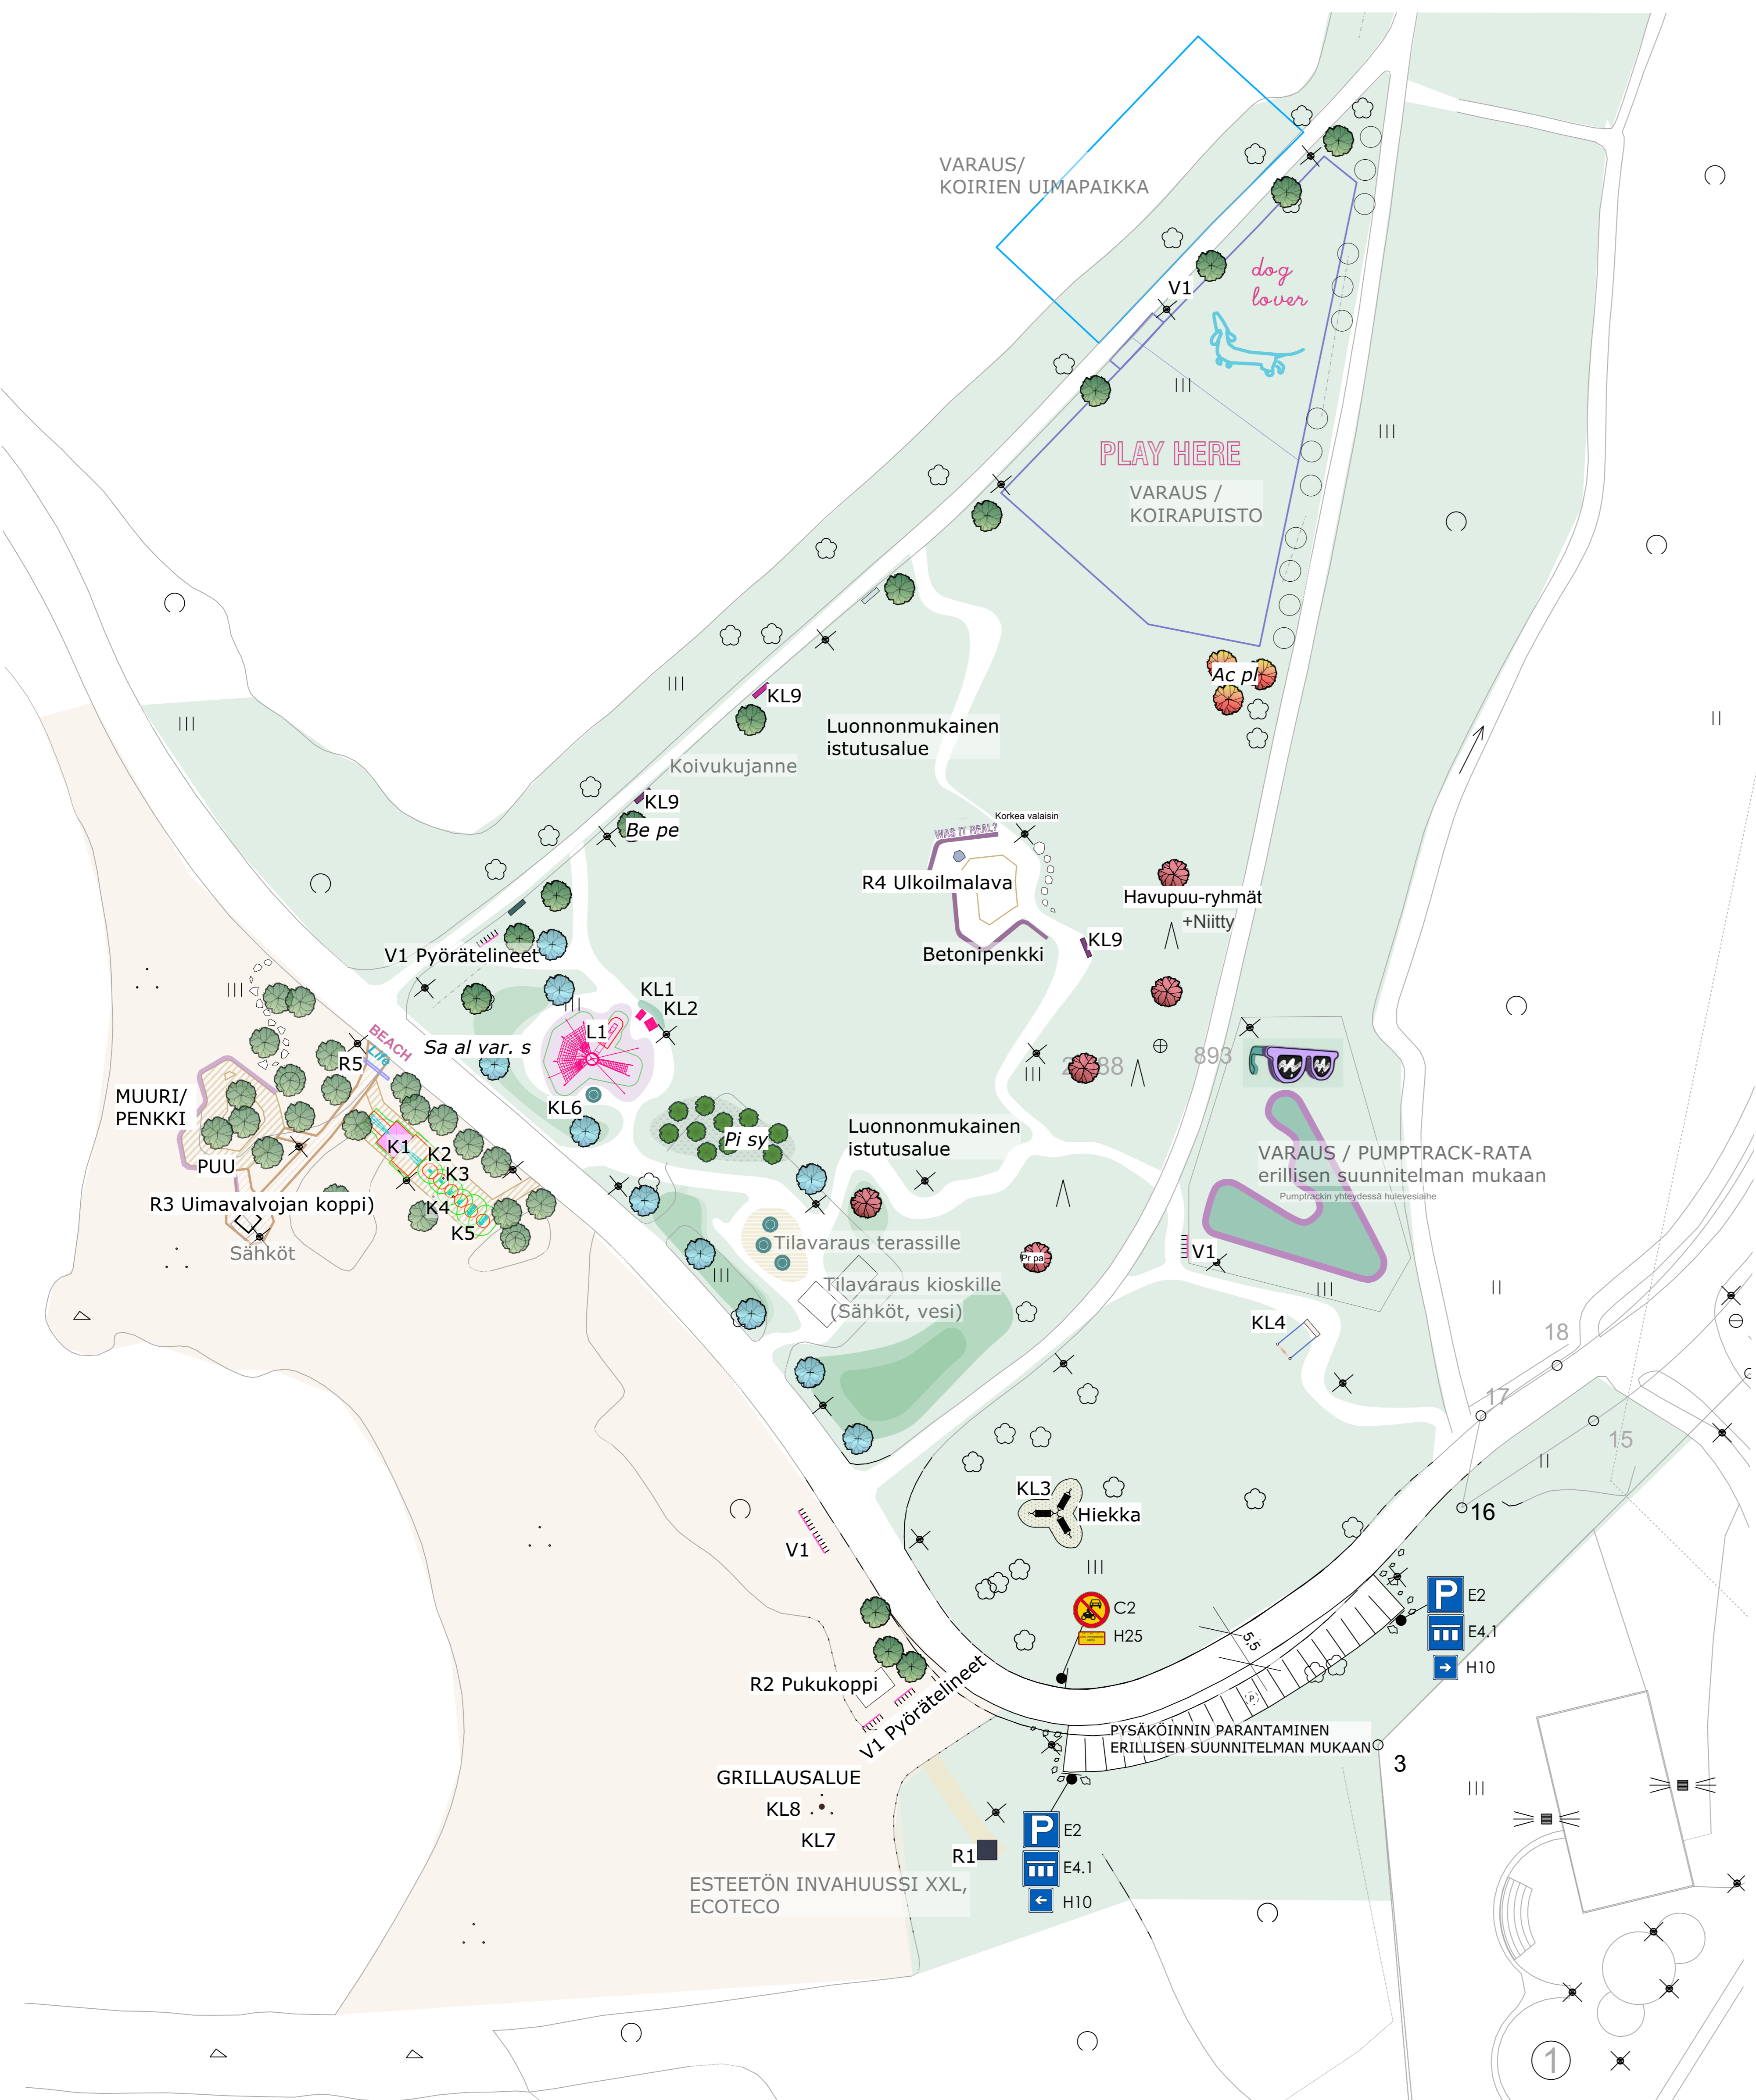 VARAUS/
KOIRIEN UIMAPAIKKA
dog
lover
V1
PLAY HERE
VARAUS /
KOIRAPUISTO
Ac pl
KL9
Luonnonmukainen
istutusalue
Koivukujanne
KL9
Be pe
Korkea valaisin
WAS IT REAL?
R4 Ulkoilmalava
Havupuu-ryhmät
+Niitty
Betonipenkki
KL9
V1 Pyörätelineet
KL1
KL2
L1
Sa al var. s
BEACH
Life
R5
893
MUURI/
PENKKI
KL6
Pi sy
Luonnonmukainen
istutusalue
K1
PUU
K2
K3
K4
K5
R3 Uimavalvojan koppi)
Sähköt
VARAUS / PUMPTRACK-RATA
erillisen suunnitelman mukaan
Pumptrackin yhteydessä hulevesiaihe
Tilavaraus terassille
Pr pa
V1
Tilavaraus kioskille
(Sähköt, vesi)
KL4
18
17
15
16
KL3
Hiekka
V1
C2
H25
5,5
P
E2
E4.1
H10
R2 Pukukoppi
V1 Pyörätelineet
PYSÄKÖINNIN PARANTAMINEN
ERILLISEN SUUNNITELMAN MUKAAN
3
GRILLAUSALUE
KL8
KL7
P
E2
E4.1
H10
R1
ESTEETÖN INVAHUUSSI XXL,
ECOTECO
1